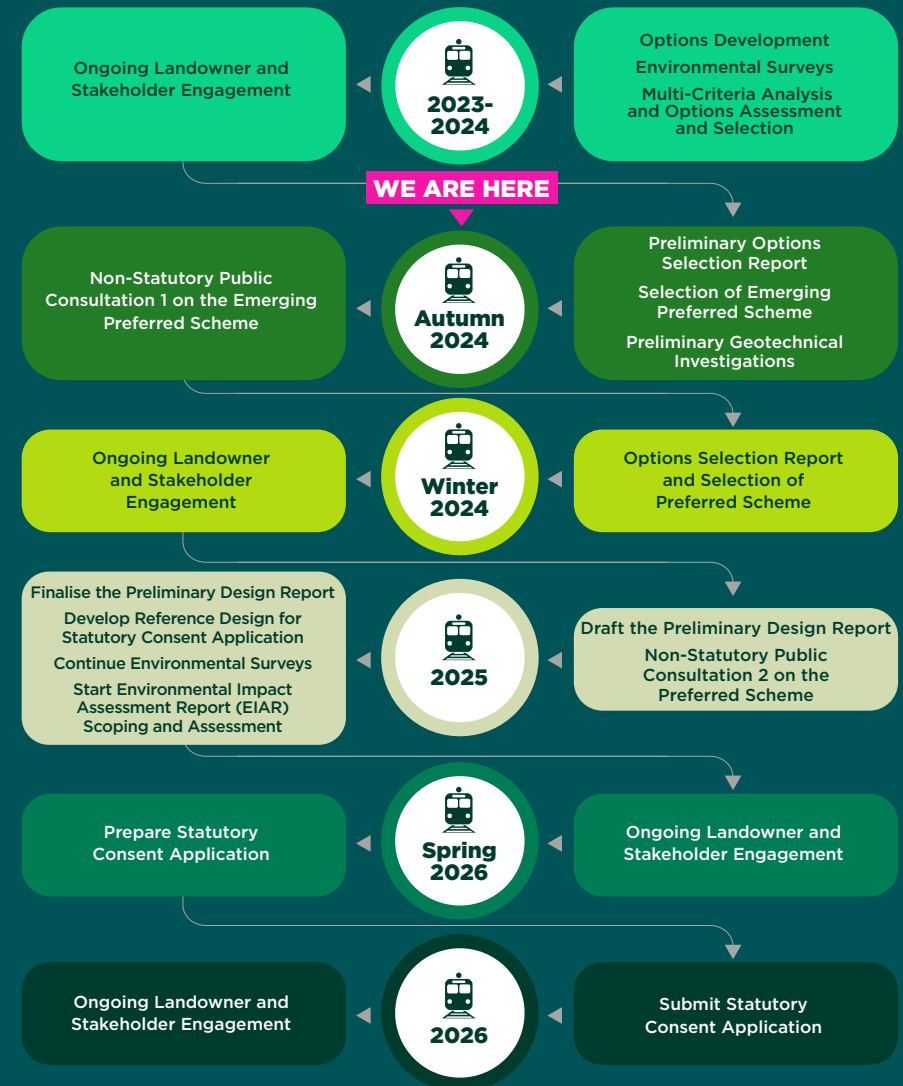 Ongoing Landowner and
Stakeholder Engagement
2023-
2024
Options Development
Environmental Surveys
Multi-Criteria Analysis
and Options Assessment
and Selection
WE ARE HERE
Non-Statutory Public
Consultation 1 on the Emerging
Preferred Scheme
Autumn
2024
Preliminary Options
Selection Report
Selection of Emerging
Preferred Scheme
Preliminary Geotechnical
Investigations
Ongoing Landowner
and Stakeholder
Engagement
Winter
2024
Options Selection Report
and Selection of
Preferred Scheme
Finalise the Preliminary Design Report
Develop Reference Design for
Statutory Consent Application
Continue Environmental Surveys
Start Environmental Impact
Assessment Report (EIAR)
Scoping and Assessment
2025
Draft the Preliminary Design Report
Non-Statutory Public
Consultation 2 on the
Preferred Scheme
Prepare Statutory
Consent Application
Spring
2026
Ongoing Landowner and
Stakeholder Engagement
Ongoing Landowner and
Stakeholder Engagement
2026
Submit Statutory
Consent Application